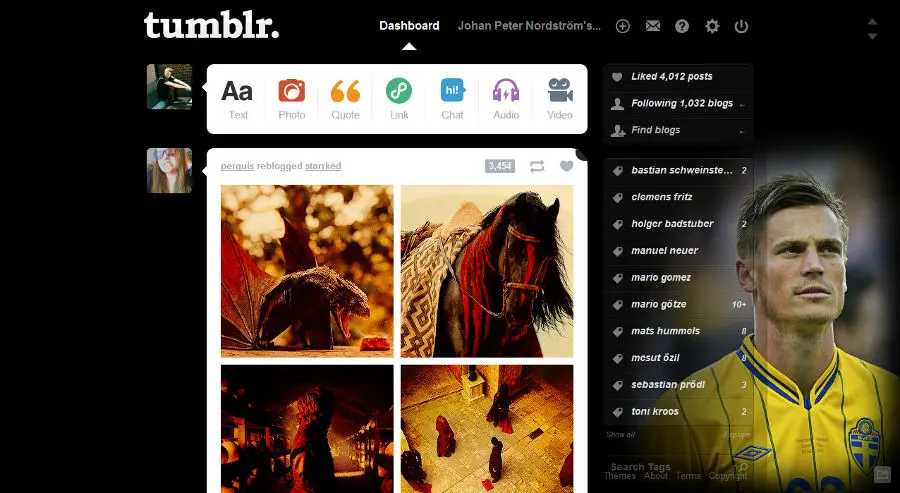 tumblr.
Dashboard
Johan Peter Nordström's...
Aa
hi!
Text
Photo
Quote
Link
Chat
Audio
Video
perquis reblogged starrked
3,454
Liked 4,012 posts
Following 1,032 blogs
Find blogs
bastian schweinste... 2
clemens fritz
holger badstuber 2
manuel neuer
mario gomez
mario götze 10+
mats hummels 8
mesut özil 8
sebastian prödl 3
toni kroos 2
Show all
Explore
Search Tags
Themes About Terms Copyright